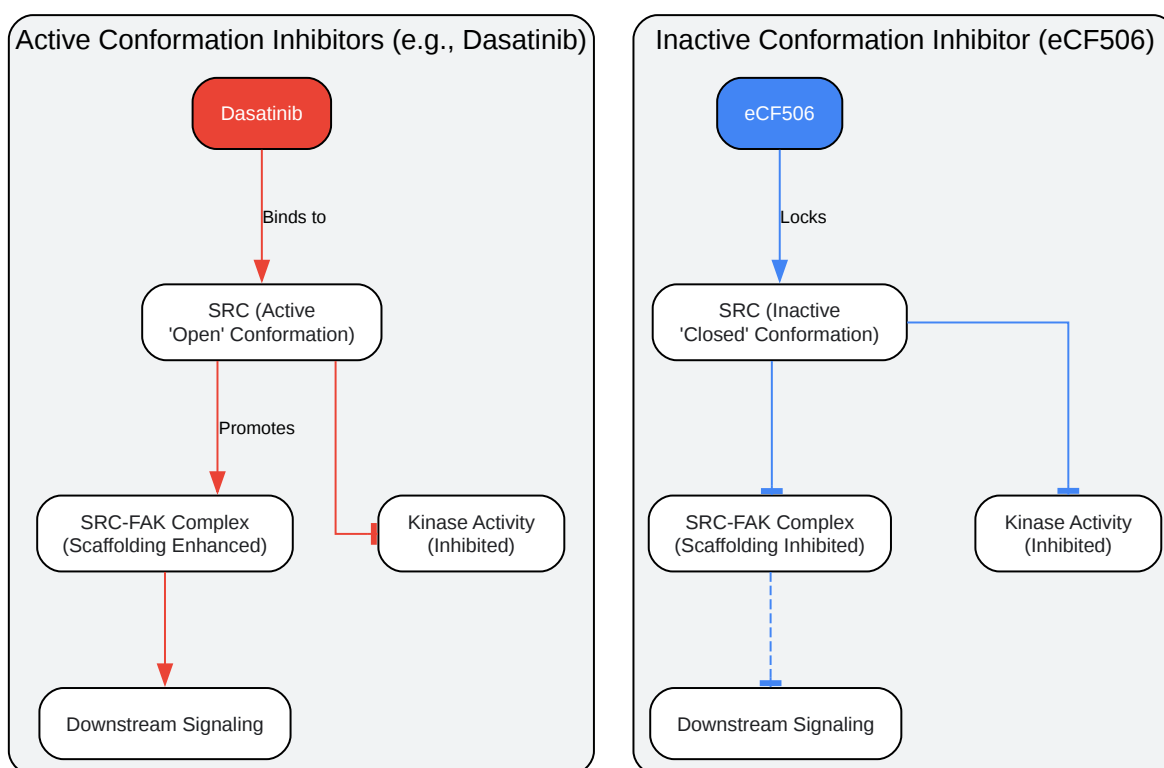 Active Conformation Inhibitors (e.g., Dasatinib)
Dasatinib
Binds to
SRC (Active
'Open' Conformation)
Promotes
SRC-FAK Complex
(Scaffolding Enhanced)
Kinase Activity
(Inhibited)
Downstream Signaling
Inactive Conformation Inhibitor (eCF506)
eCF506
Locks
SRC (Inactive
'Closed' Conformation)
SRC-FAK Complex
(Scaffolding Inhibited)
Kinase Activity
(Inhibited)
Downstream Signaling